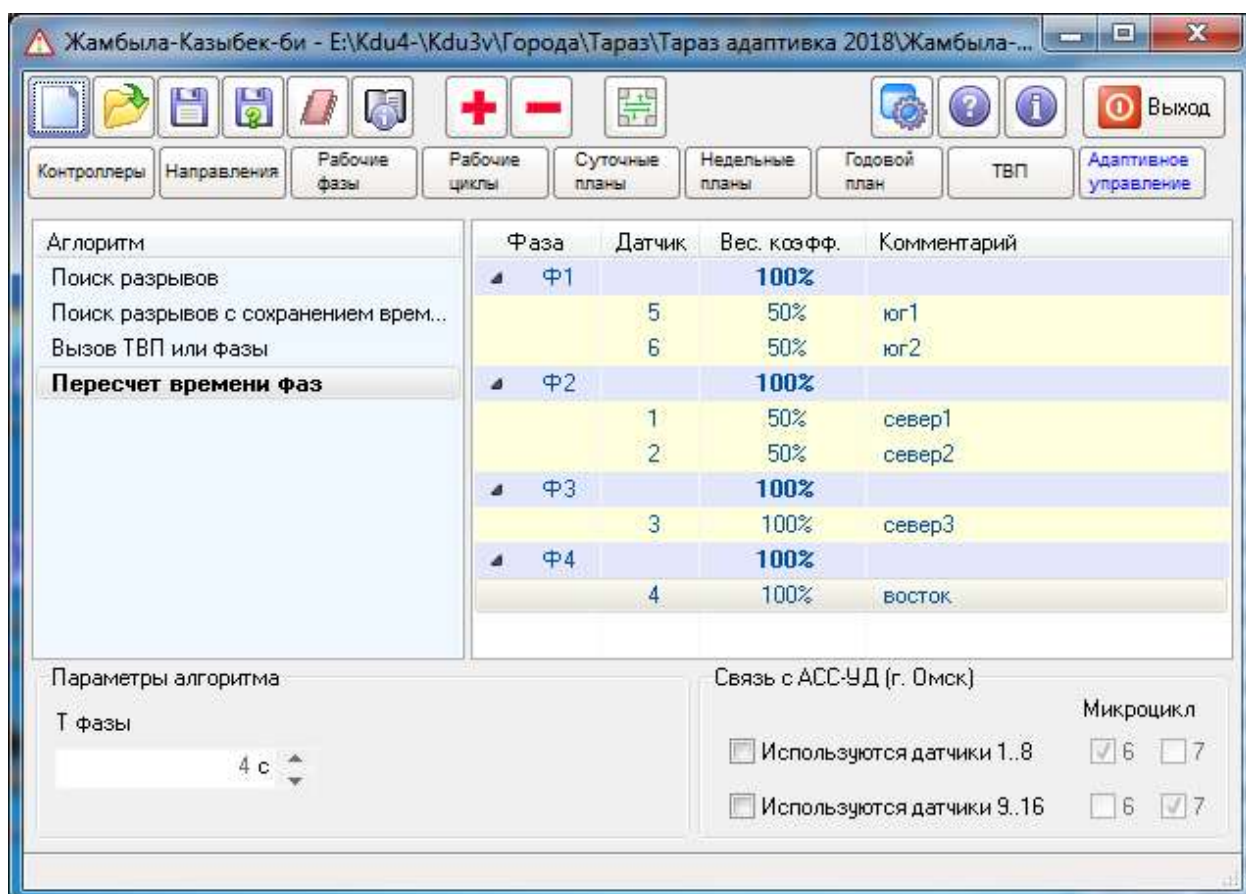 Жамбыла-Казыбек-би - E:\Kdu4-\Kdu3v\Города\Тараз\Тараз адаптивка 2018\Жамбыла-...
Выход
Контроллеры Направления Рабочие фазы Рабочие циклы Суточные планы Недельные планы Годовой план ТВП Адаптивное управление
Аглоритм
Поиск разрывов
Поиск разрывов с сохранением врем...
Вызов ТВП или фазы
Пересчет времени фаз
Фаза Датчик Вес. коэфф. Комментарий
Ф1 100%
5 50% юг1
6 50% юг2
Ф2 100%
1 50% север1
2 50% север2
Ф3 100%
3 100% север3
Ф4 100%
4 100% восток
Параметры алгоритма
Т фазы
4 с
Связь с АСС-УД (г. Омск)
Микроцикл
Используются датчики 1..8 6 7
Используются датчики 9..16 6 7